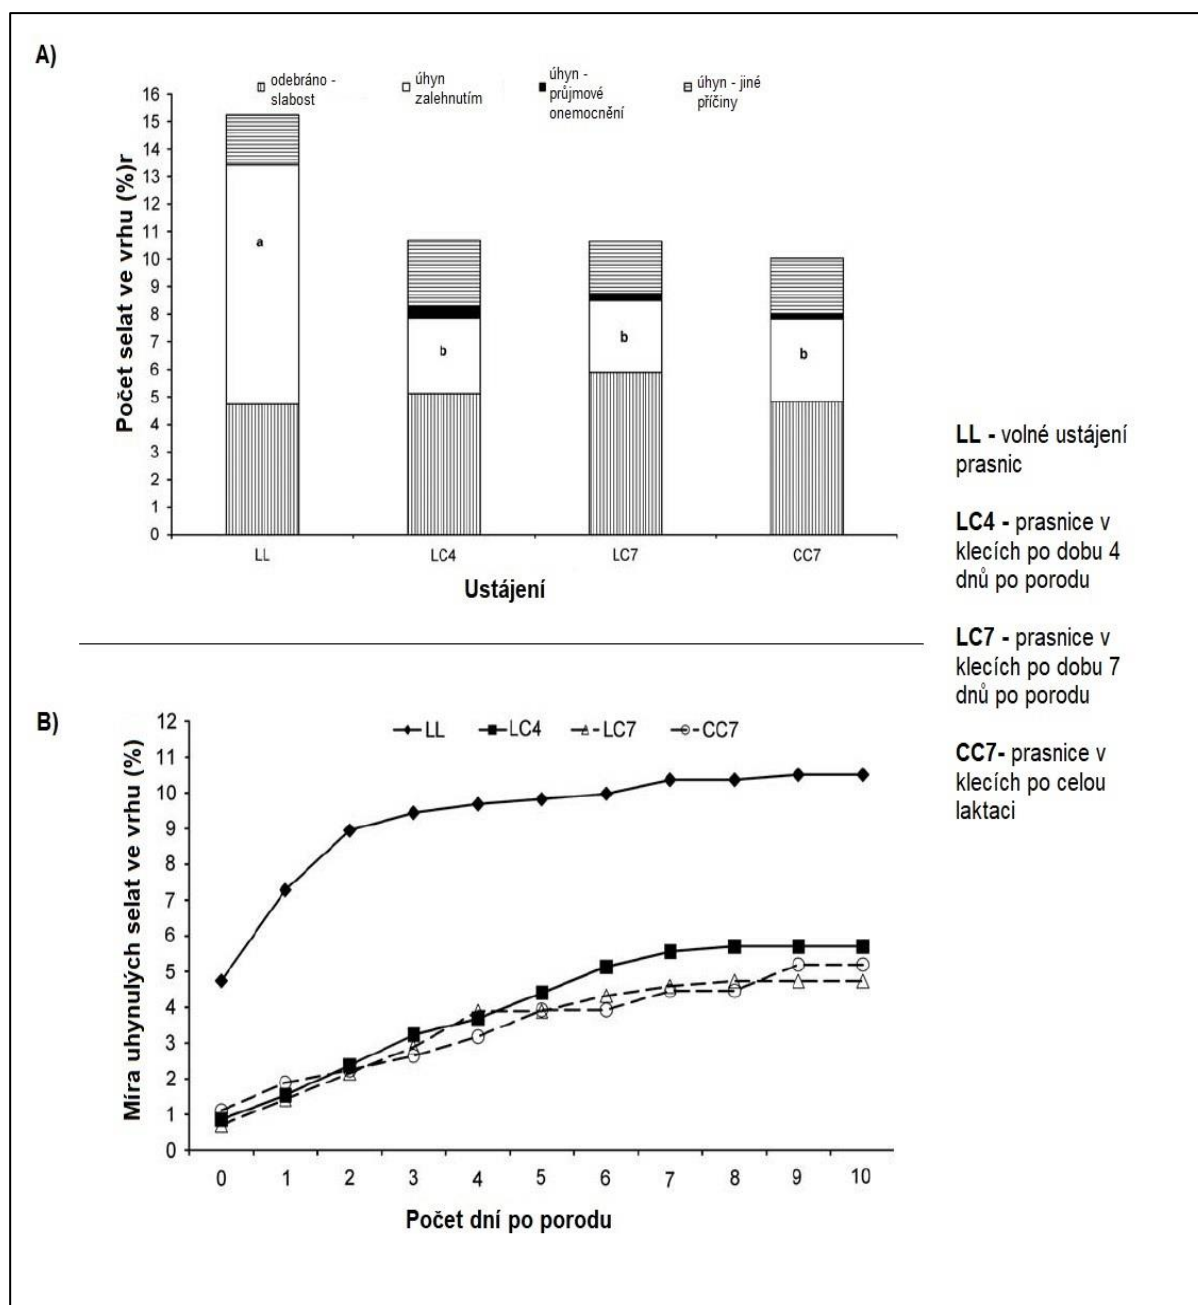 A)
odebráno -
slabost
úhyn
zalehnutím
úhyn -
průjmové
onemocnění
úhyn - jiné
příčiny
Počet selat ve vrhu (%)r
16
15
14
13
12
11
10
9
8
7
6
5
4
3
2
1
0
a
b
b
b
LL
LC4
LC7
CC7
Ustájení
LL - volné ustájení
prasnic
LC4 - prasnice v
klecích po dobu 4
dnů po porodu
LC7 - prasnice v
klecích po dobu 7
dnů po porodu
CC7- prasnice v
klecích po celou
laktaci
B)
LL
LC4
LC7
CC7
Míra uhynulých selat ve vrhu (%)
12
11
10
9
8
7
6
5
4
3
2
1
0
0 1 2 3 4 5 6 7 8 9 10
Počet dní po porodu